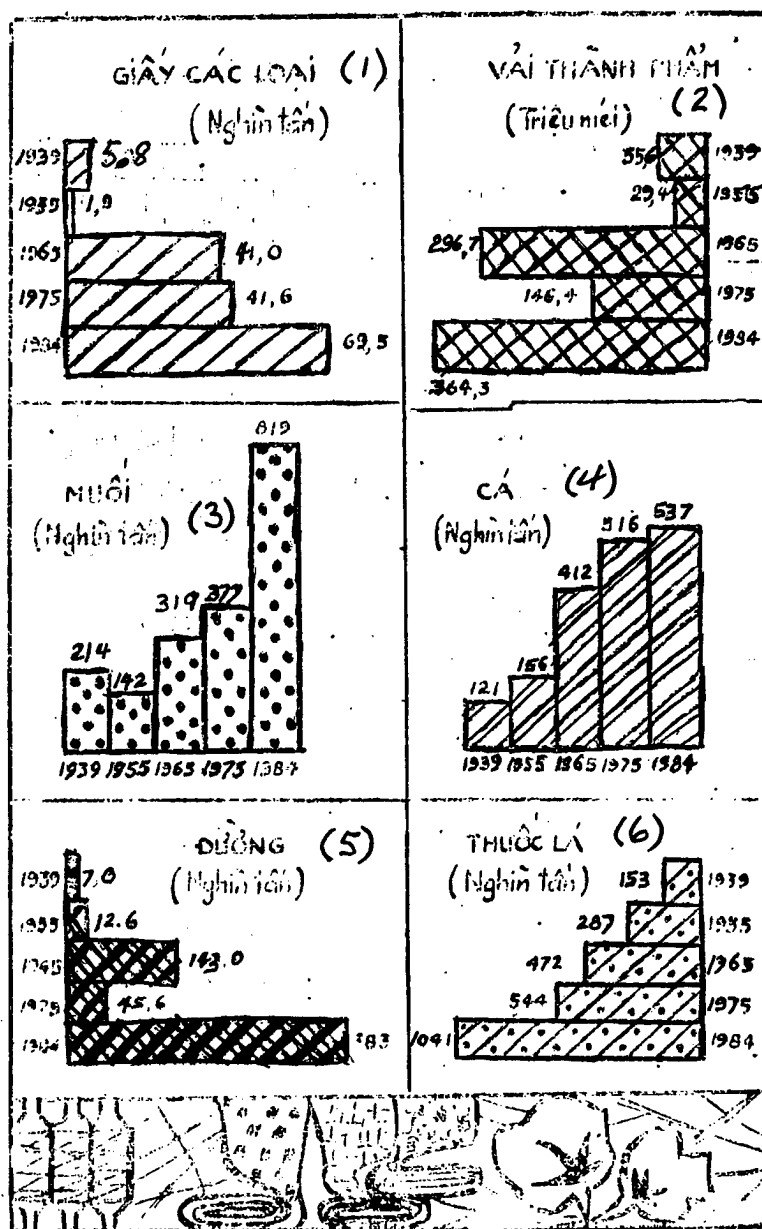 GIẤY CÁC LOẠI (1)
(Nghìn tấn)
1939 5,8
1955 1,9
1965 41,0
1975 41,6
1984 69,5
VẢI THÀNH PHẨM
(Triệu mét) (2)
55,6 1939
29,4 1955
296,7 1965
146,4 1975
1984
364,3
MUỐI (3)
(Nghìn tấn)
819
377
319
214
142
1939 1955 1965 1975 1984
CÁ (4)
(Nghìn tấn)
537
516
412
156
121
1939 1955 1965 1975 1984
ĐƯỜNG (5)
(Nghìn tấn)
1939 7,0
1955 12.6
1965 143.0
1975 45.6
1984
THUỐC LÁ (6)
(Nghìn tấn)
153 1939
287 1955
472 1965
544 1975
1041 1984